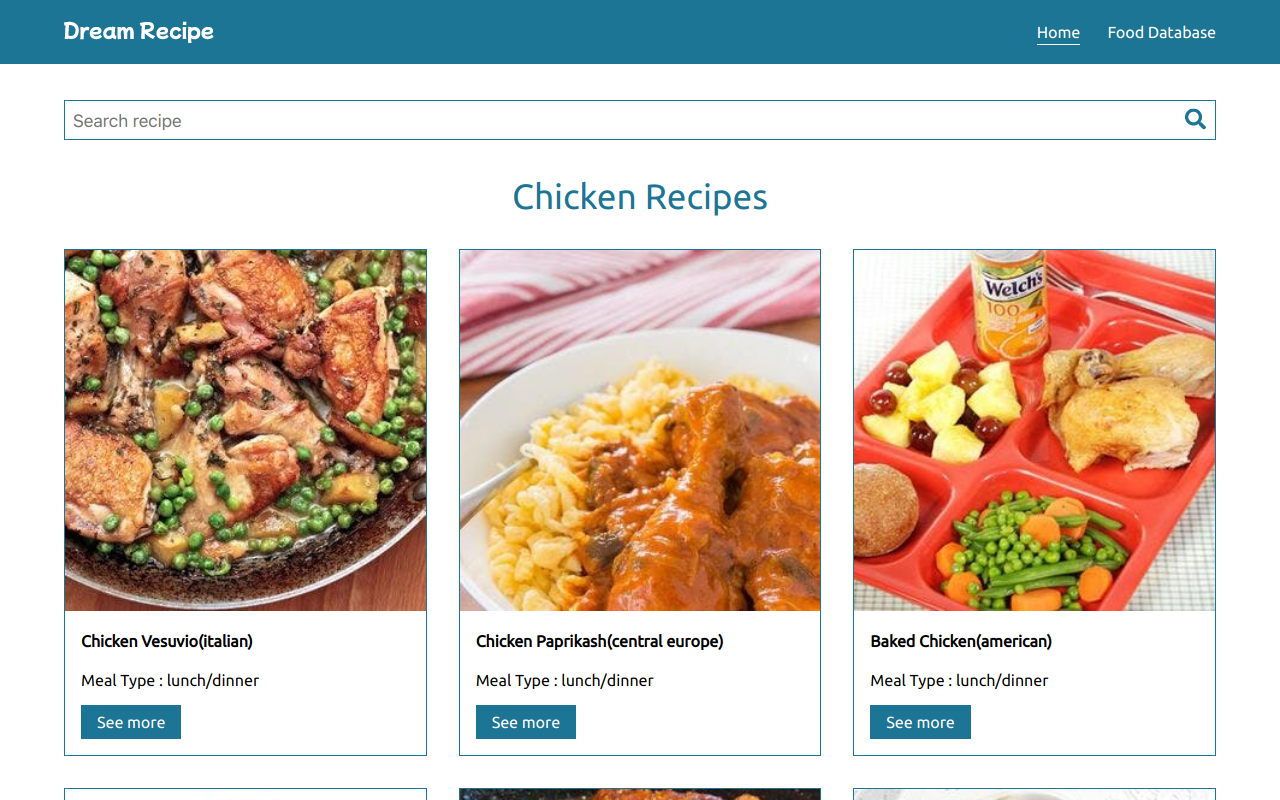 Dream Recipe
Home
Food Database
Search recipe
Chicken Recipes
Welch's
100
Chicken Vesuvio(italian)
Meal Type : lunch/dinner
See more
Chicken Paprikash(central europe)
Meal Type : lunch/dinner
See more
Baked Chicken(american)
Meal Type : lunch/dinner
See more